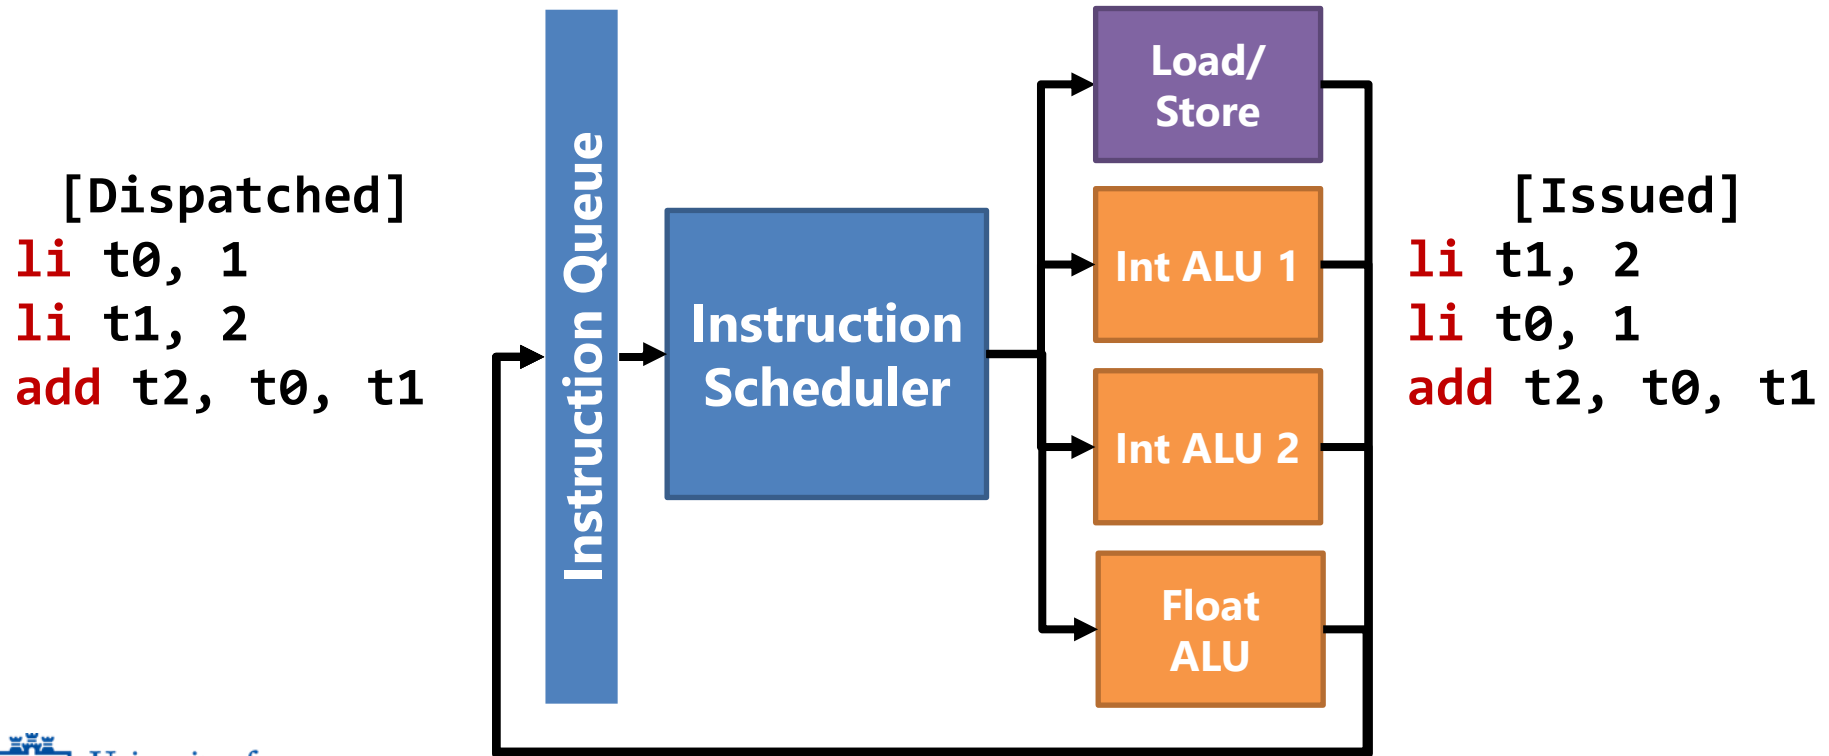 [Dispatched]
li t0, 1
li t1, 2
add t2, t0, t1
Instruction Queue
Instruction
Scheduler
Load/
Store
Int ALU 1
Int ALU 2
Float
ALU
[Issued]
li t1, 2
li t0, 1
add t2, t0, t1